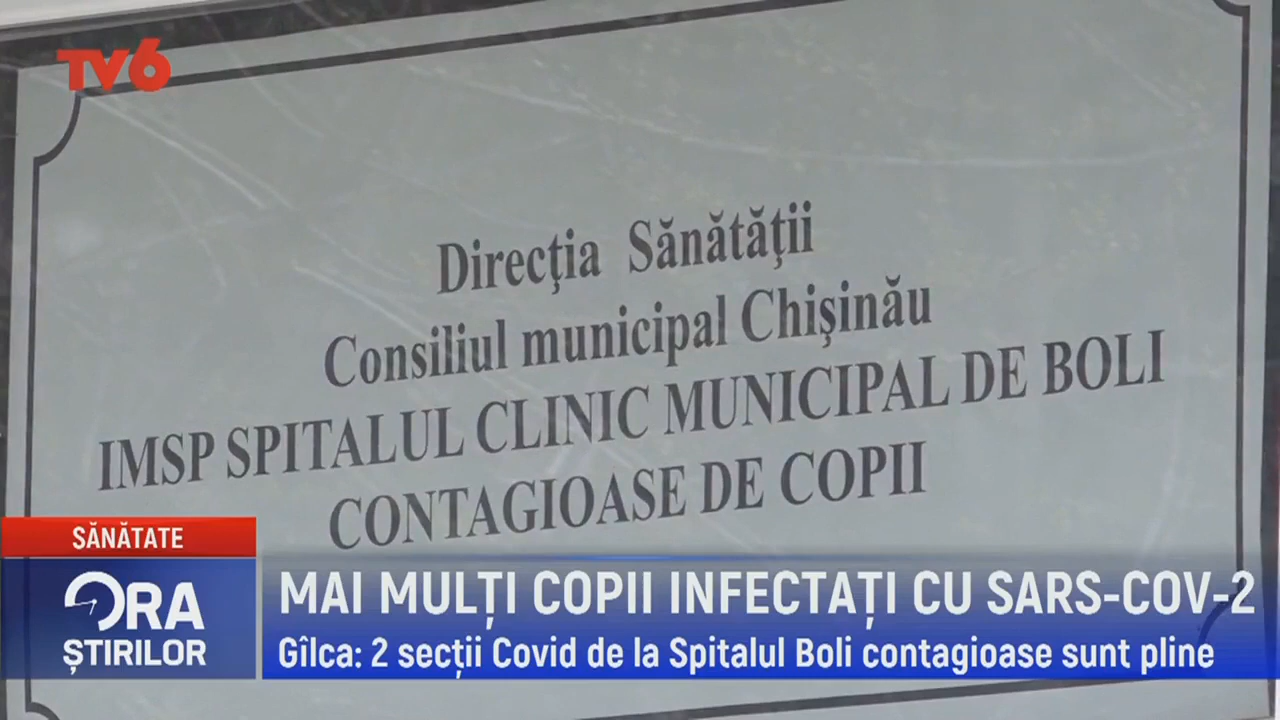 TV6
Direcţia Sănătăţii
Consiliul municipal Chişinău
IMSP SPITALUL CLINIC MUNICIPAL DE BOLI
CONTAGIOASE DE COPII
SĂNĂTATE
ORA
ȘTIRILOR
MAI MULȚI COPII INFECTAȚI CU SARS-COV-2
Gîlca: 2 secții Covid de la Spitalul Boli contagioase sunt pline